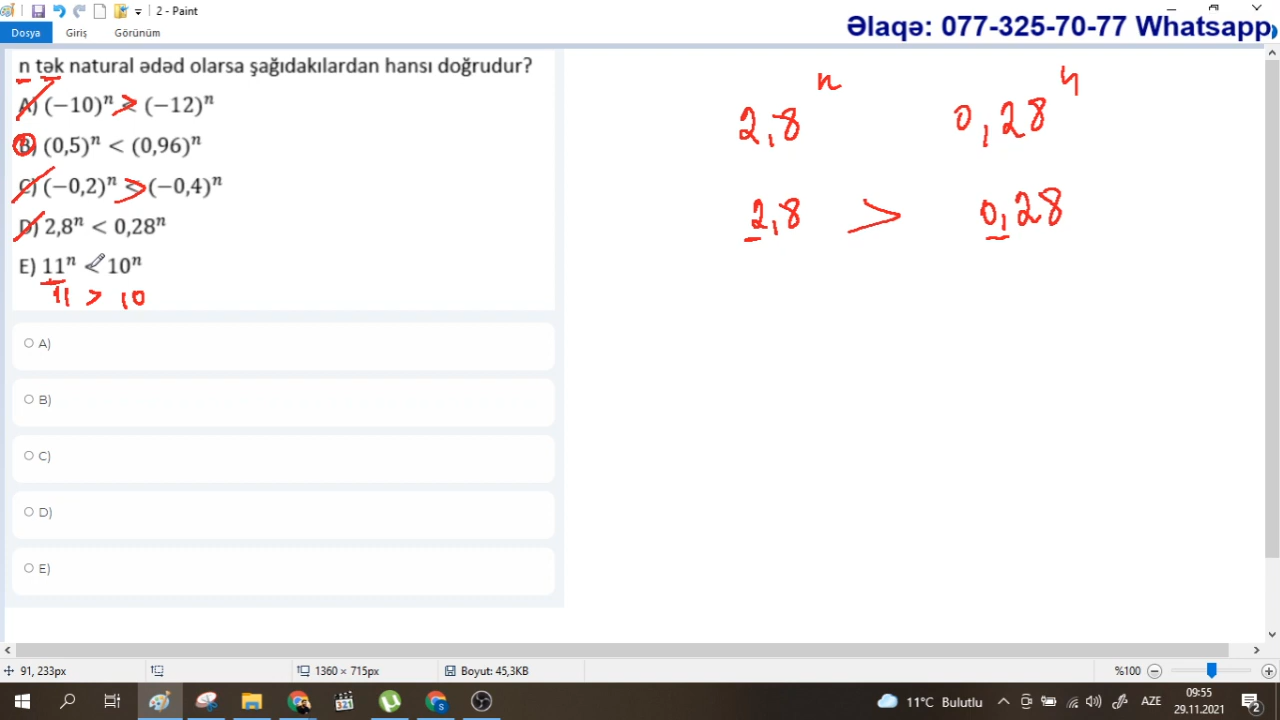 2 - Paint
Əlaqə: 077-325-70-77 Whatsapp
Dosya Giriş Görünüm
n tək natural ədəd olarsa şağıdakılardan hansı doğrudur?
A) (−10)ⁿ < (−12)ⁿ
>
B) (0,5)ⁿ < (0,96)ⁿ
C) (−0,2)ⁿ < (−0,4)ⁿ
>
D) 2,8ⁿ < 0,28ⁿ
E) 11ⁿ < 10ⁿ
11 > 10
2,8ⁿ 0,28ⁿ
2,8 > 0,28
A)
B)
C)
D)
E)
91, 233px 1360 × 715px Boyut: 45,3KB %100
11°C Bulutlu AZE 09:55
29.11.2021 2